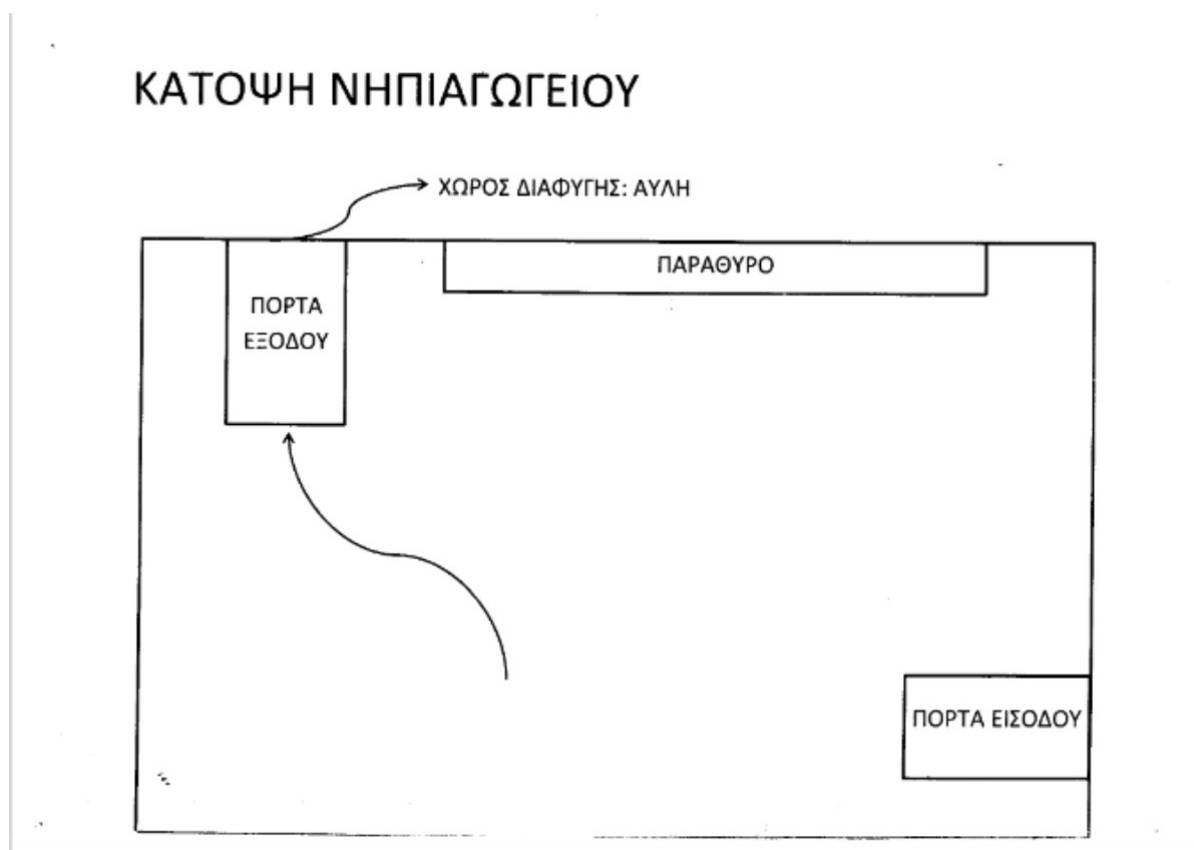 ΚΑΤΟΨΗ ΝΗΠΙΑΓΩΓΕΙΟΥ
ΧΩΡΟΣ ΔΙΑΦΥΓΗΣ: ΑΥΛΗ
ΠΑΡΑΘΥΡΟ
ΠΟΡΤΑ
ΕΞΟΔΟΥ
ΠΟΡΤΑ ΕΙΣΟΔΟΥ